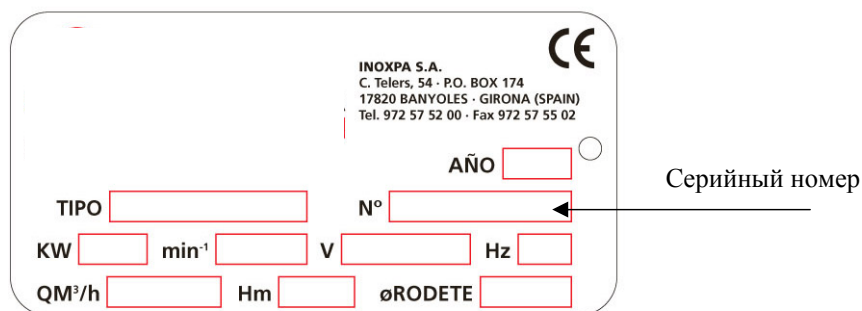 CE
INOXPA S.A.
C. Telers, 54 · P.O. BOX 174
17820 BANYOLES · GIRONA (SPAIN)
Tel. 972 57 52 00 · Fax 972 57 55 02
AÑO
Серийный номер
TIPO Nº
KW min⁻¹ V Hz
QM³/h Hm øRODETE